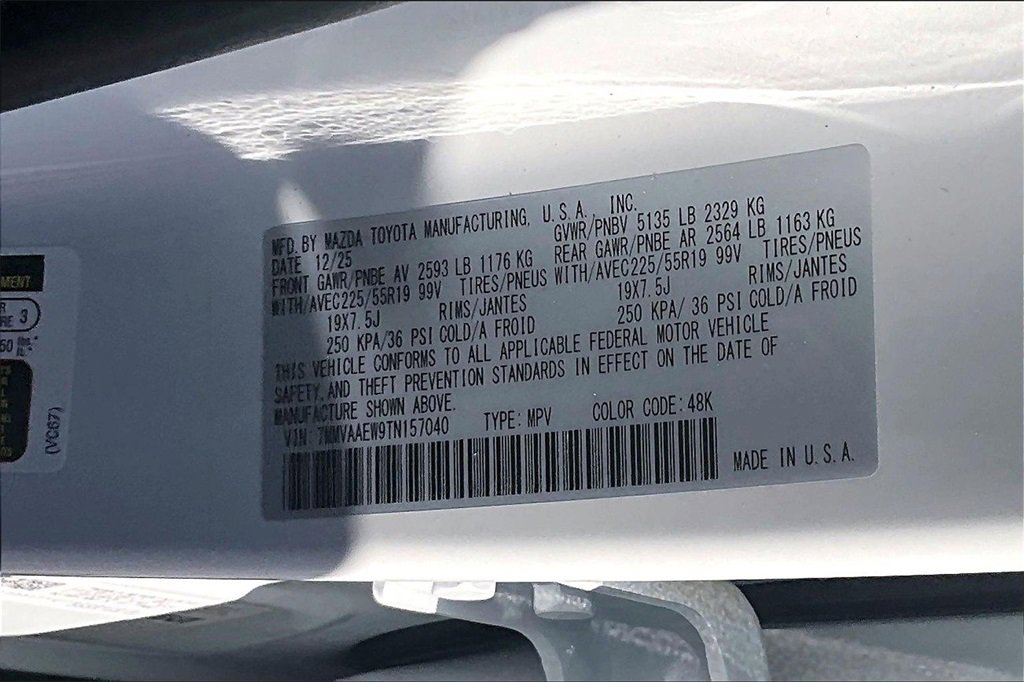 MFD. BY MAZDA TOYOTA MANUFACTURING, U.S.A. INC.
DATE 12/25 GVWR/PNBV 5135 LB 2329 KG
FRONT GAWR/PNBE AV 2593 LB 1176 KG REAR GAWR/PNBE AR 2564 LB 1163 KG
WITH/AVEC225/55R19 99V TIRES/PNEUS WITH/AVEC225/55R19 99V TIRES/PNEUS
19X7.5J RIMS/JANTES 19X7.5J RIMS/JANTES
250 KPA/36 PSI COLD/A FROID 250 KPA/ 36 PSI COLD/A FROID
THIS VEHICLE CONFORMS TO ALL APPLICABLE FEDERAL MOTOR VEHICLE
SAFETY AND THEFT PREVENTION STANDARDS IN EFFECT ON THE DATE OF
MANUFACTURE SHOWN ABOVE.
VIN: 7MMVAAEW9TN157040 TYPE: MPV COLOR CODE: 48K
MADE IN U.S.A.
MENT
R
RE 3
50
(VC67)